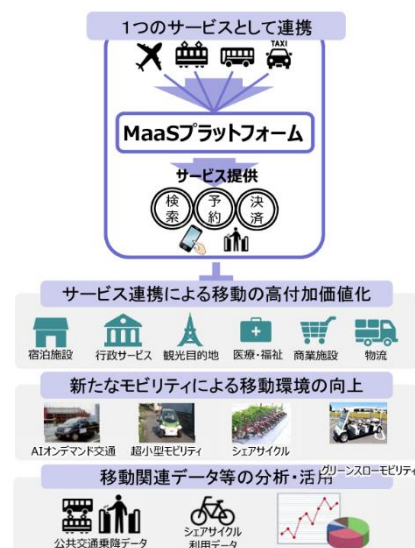 1つのサービスとして連携
TAXI
MaaSプラットフォーム
サービス提供
検索 予約 決済
サービス連携による移動の高付加価値化
宿泊施設 行政サービス 観光目的地 医療・福祉 商業施設 物流
新たなモビリティによる移動環境の向上
AIオンデマンド交通 超小型モビリティ シェアサイクル
グリーンスローモビリティ
移動関連データ等の分析・活用
公共交通乗降データ
シェアサイクル
利用データ